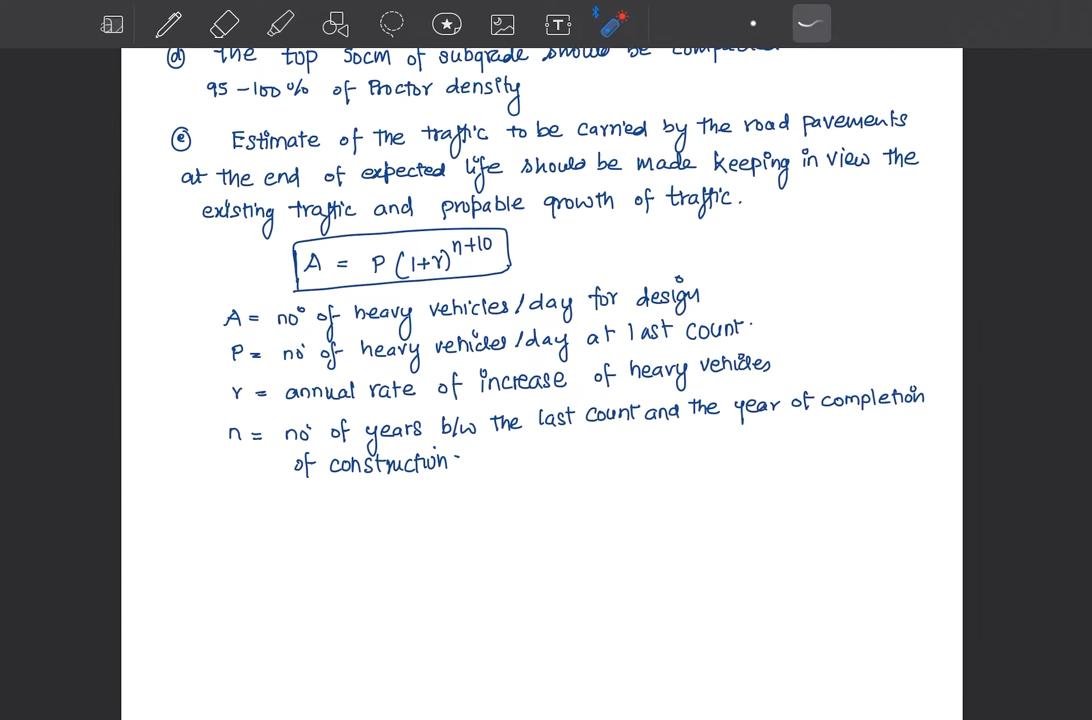 (d) The top 50cm of subgrade should be
95-100% of Proctor density
(e) Estimate of the traffic to be carried by the road pavements
at the end of expected life should be made keeping in view the
existing traffic and propable growth of traffic.
A = P(1+r)^n+10
A = no of heavy vehicles/day for design
P = no of heavy vehicles/day at last count.
r = annual rate of increase of heavy vehicles
n = no of years b/w the last count and the year of completion
of construction.